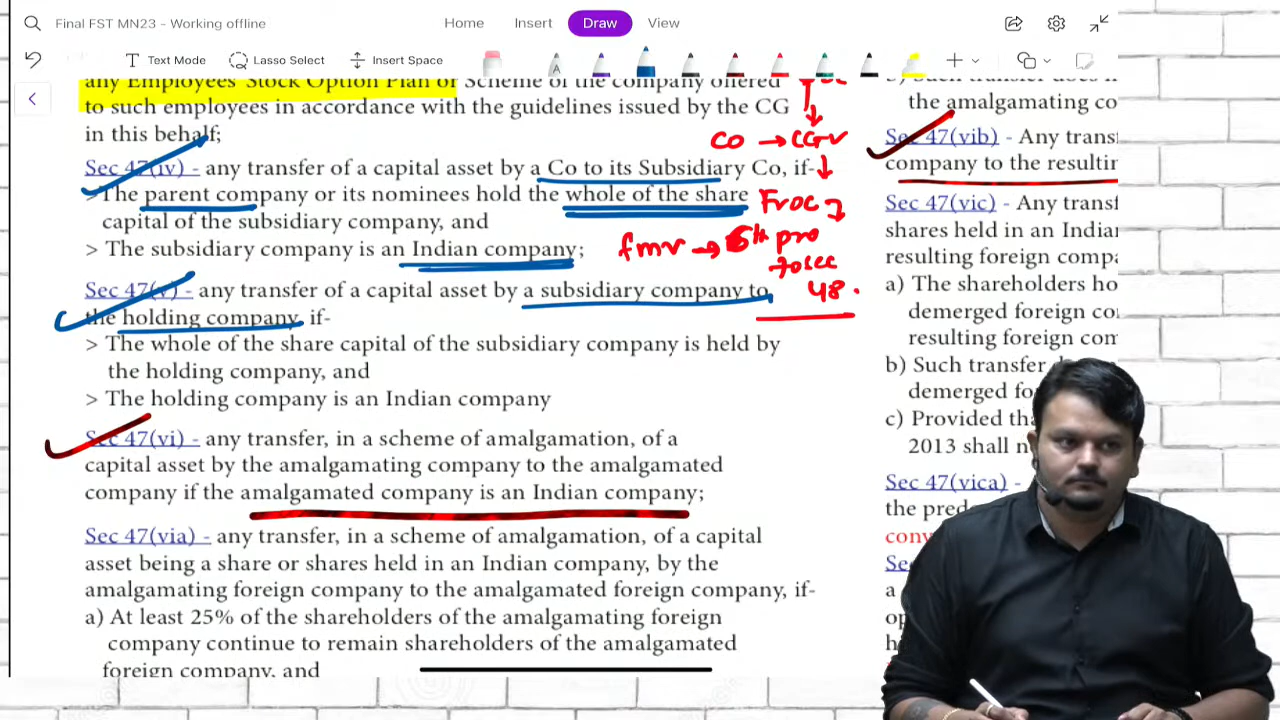 Final FST MN23 - Working offline
Home Insert Draw View
Text Mode Lasso Select Insert Space
any Employees' Stock Option Plan or Scheme of the company offered
to such employees in accordance with the guidelines issued by the CG
in this behalf;
Sec 47(iv) - any transfer of a capital asset by a Co to its Subsidiary Co, if-
>The parent company or its nominees hold the whole of the share
capital of the subsidiary company, and
> The subsidiary company is an Indian company;
Sec 47(v) - any transfer of a capital asset by a subsidiary company to
the holding company, if-
> The whole of the share capital of the subsidiary company is held by
the holding company, and
> The holding company is an Indian company
Sec 47(vi) - any transfer, in a scheme of amalgamation, of a
capital asset by the amalgamating company to the amalgamated
company if the amalgamated company is an Indian company;
Sec 47(via) - any transfer, in a scheme of amalgamation, of a capital
asset being a share or shares held in an Indian company, by the
amalgamating foreign company to the amalgamated foreign company, if-
a) At least 25% of the shareholders of the amalgamating foreign
company continue to remain shareholders of the amalgamated
foreign company, and
CO →
FVOC
fmv →
pro
to sec
48.
the amalgamating co
Sec 47(vib) - Any trans
company to the resultin
Sec 47(vic) - Any transf
shares held in an Indian
resulting foreign compa
a) The shareholders ho
demerged foreign co
resulting foreign com
b) Such transfer
demerged fo
c) Provided tha
2013 shall n
Sec 47(vica) -
the pred
conv
Se
a
op
h